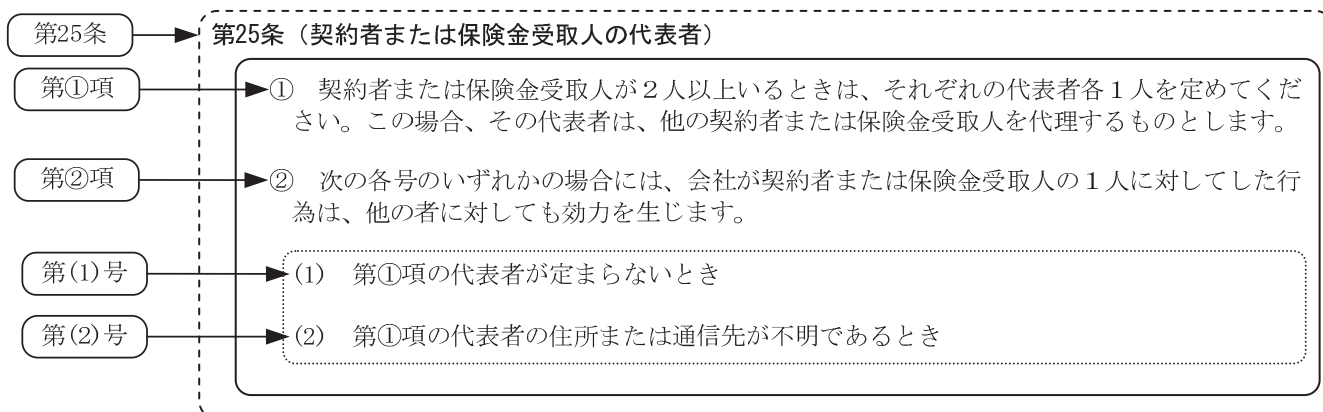 第25条
第25条（契約者または保険金受取人の代表者）
第①項
①　契約者または保険金受取人が２人以上いるときは、それぞれの代表者各１人を定めてくだ
さい。この場合、その代表者は、他の契約者または保険金受取人を代理するものとします。
第②項
②　次の各号のいずれかの場合には、会社が契約者または保険金受取人の１人に対してした行
為は、他の者に対しても効力を生じます。
第(1)号
(1)　第①項の代表者が定まらないとき
第(2)号
(2)　第①項の代表者の住所または通信先が不明であるとき